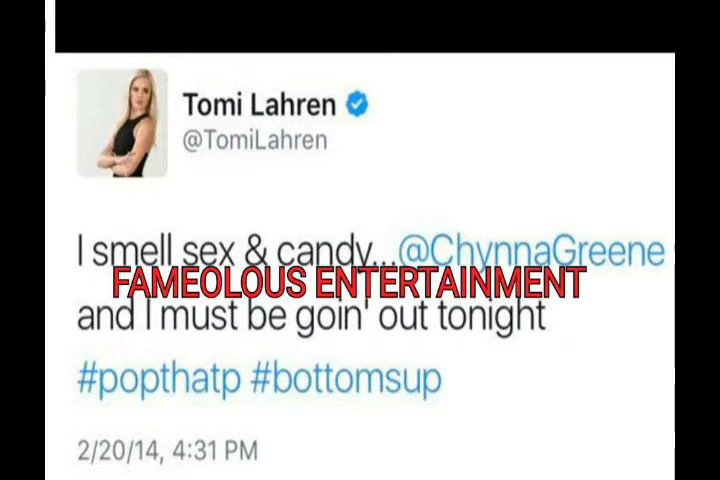 Tomi Lahren
@TomiLahren
I smell sex & candy...@ChynnaGreene
FAMEOLOUS ENTERTAINMENT
and I must be goin' out tonight
#popthatp #bottomsup
2/20/14, 4:31 PM